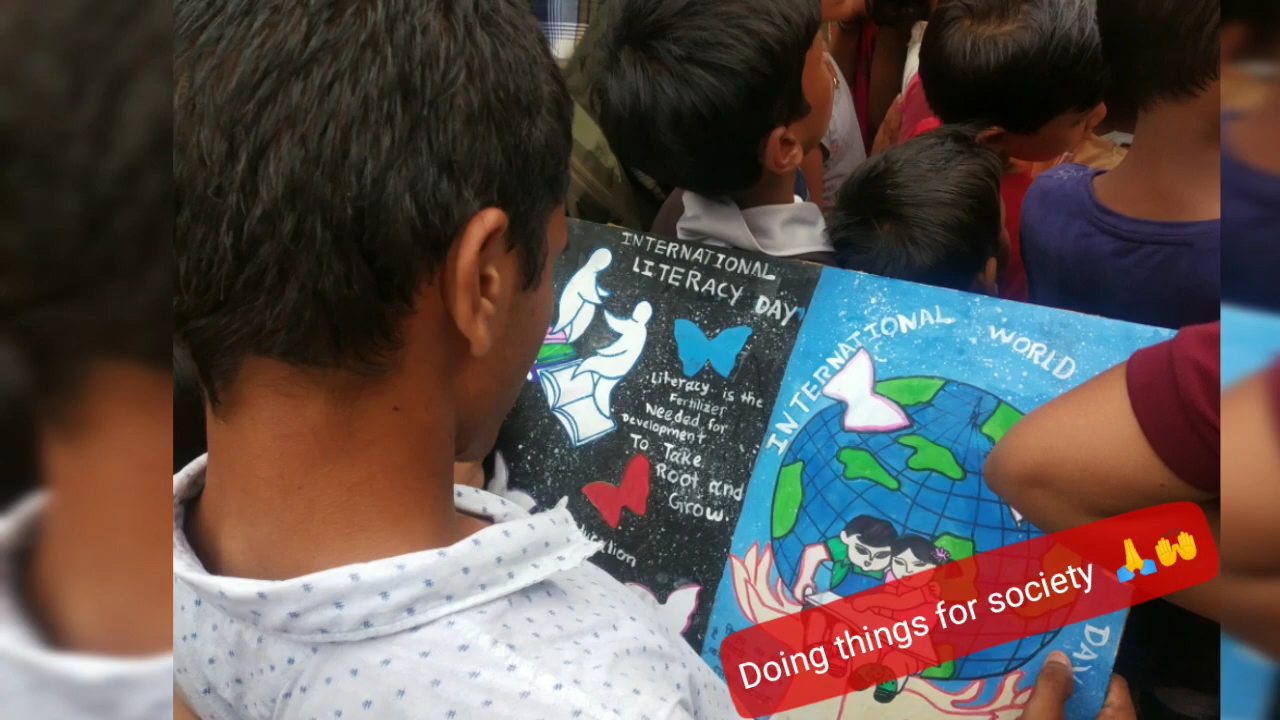 INTERNATIONAL
LITERACY DAY
Literacy is the
Fertilizer
Needed for
Development
To Take
Root and
Grow.
INTERNATIONAL WORLD
DAY
Doing things for society 🙏🙌